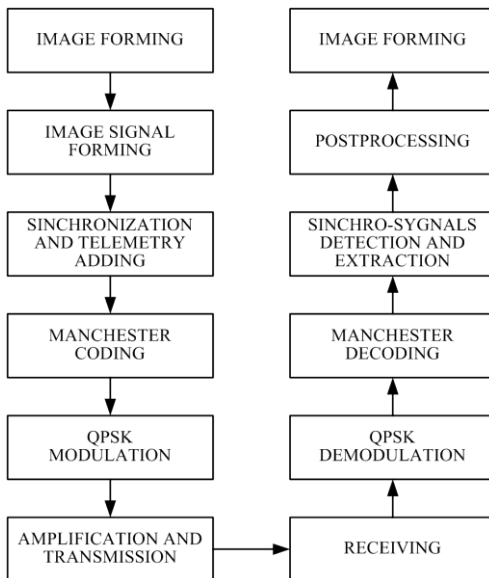 IMAGE FORMING
IMAGE SIGNAL
FORMING
SINCHRONIZATION
AND TELEMETRY
ADDING
MANCHESTER
CODING
QPSK
MODULATION
AMPLIFICATION AND
TRANSMISSION
RECEIVING
QPSK
DEMODULATION
MANCHESTER
DECODING
SINCHRO-SYGNALS
DETECTION AND
EXTRACTION
POSTPROCESSING
IMAGE FORMING